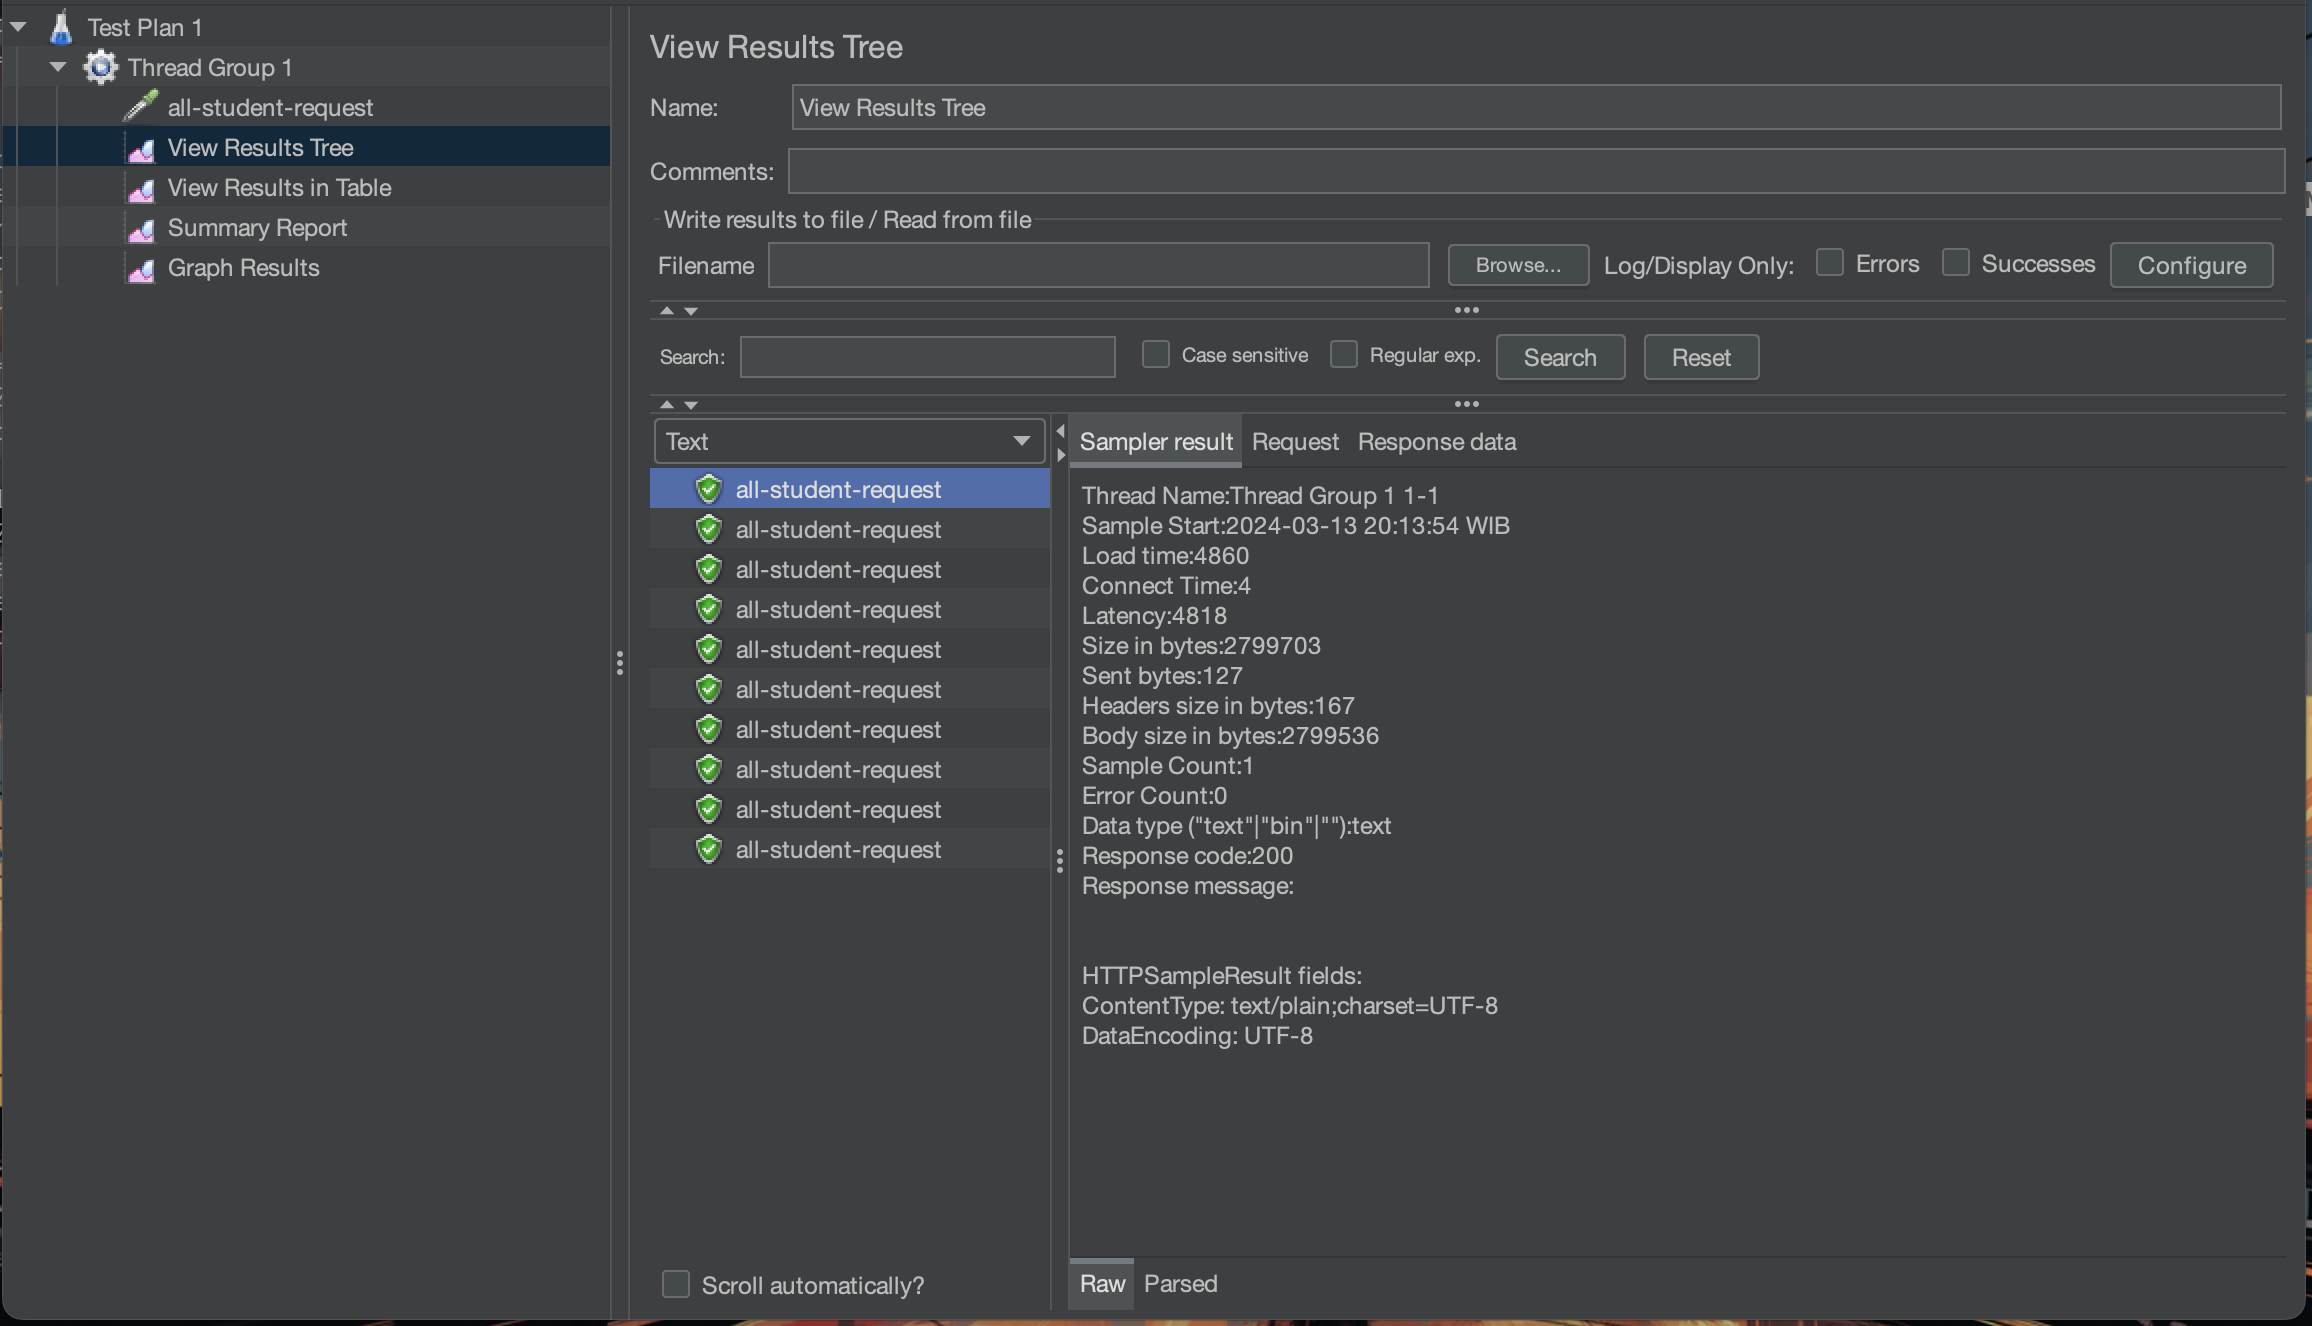 Test Plan 1
Thread Group 1
all-student-request
View Results Tree
View Results in Table
Summary Report
Graph Results
View Results Tree
Name: View Results Tree
Comments:
Write results to file / Read from file
Filename Browse... Log/Display Only: Errors Successes Configure
Search: Case sensitive Regular exp. Search Reset
Text
all-student-request
all-student-request
all-student-request
all-student-request
all-student-request
all-student-request
all-student-request
all-student-request
all-student-request
all-student-request
Scroll automatically?
Sampler result Request Response data
Thread Name:Thread Group 1 1-1
Sample Start:2024-03-13 20:13:54 WIB
Load time:4860
Connect Time:4
Latency:4818
Size in bytes:2799703
Sent bytes:127
Headers size in bytes:167
Body size in bytes:2799536
Sample Count:1
Error Count:0
Data type ("text"|"bin"|""):text
Response code:200
Response message:
HTTPSampleResult fields:
ContentType: text/plain;charset=UTF-8
DataEncoding: UTF-8
Raw Parsed